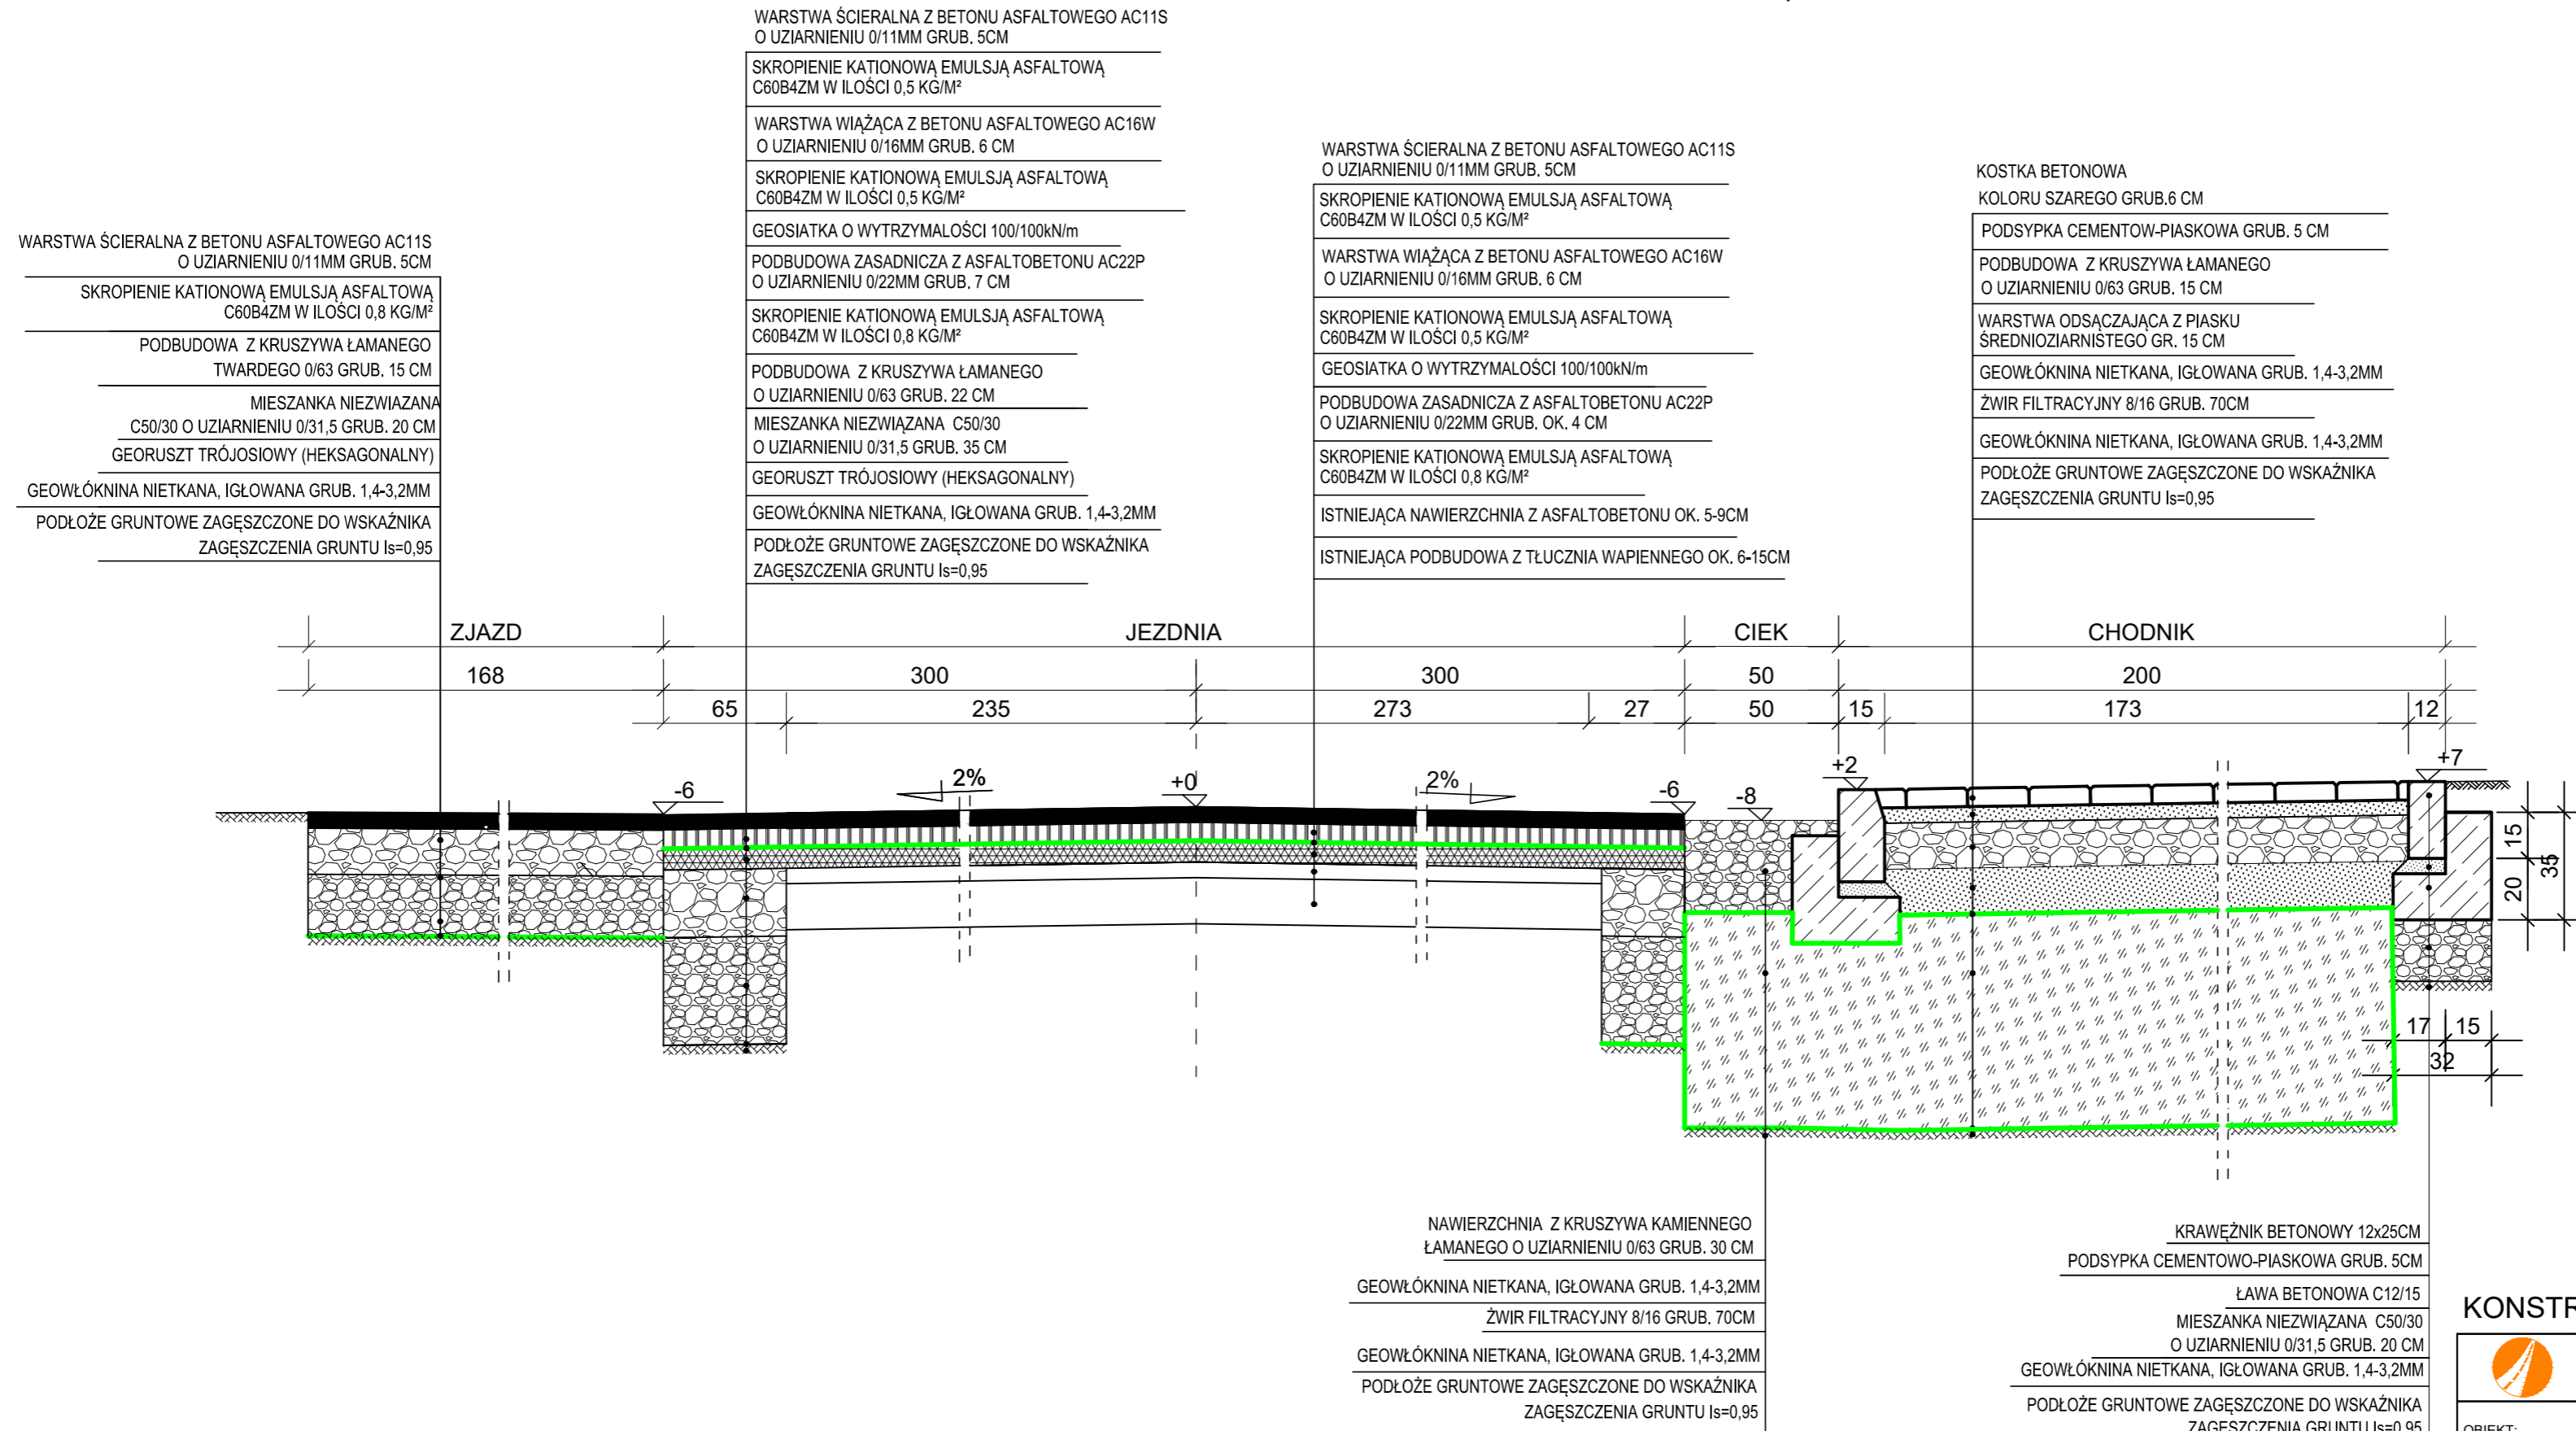 WARSTWA ŚCIERALNA Z BETONU ASFALTOWEGO AC11S
O UZIARNIENIU 0/11MM GRUB. 5CM
SKROPIENIE KATIONOWĄ EMULSJĄ ASFALTOWĄ
C60B4ZM W ILOŚCI 0,8 KG/M²
PODBUDOWA Z KRUSZYWA ŁAMANEGO
TWARDEGO 0/63 GRUB. 15 CM
MIESZANKA NIEZWIAZANA
C50/30 O UZIARNIENIU 0/31,5 GRUB. 20 CM
GEORUSZT TRÓJOSIOWY (HEKSAGONALNY)
GEOWŁÓKNINA NIETKANA, IGŁOWANA GRUB. 1,4-3,2MM
PODŁOŻE GRUNTOWE ZAGĘSZCZONE DO WSKAŹNIKA
ZAGĘSZCZENIA GRUNTU Is=0,95
WARSTWA ŚCIERALNA Z BETONU ASFALTOWEGO AC11S
O UZIARNIENIU 0/11MM GRUB. 5CM
SKROPIENIE KATIONOWĄ EMULSJĄ ASFALTOWĄ
C60B4ZM W ILOŚCI 0,5 KG/M²
WARSTWA WIĄŻĄCA Z BETONU ASFALTOWEGO AC16W
O UZIARNIENIU 0/16MM GRUB. 6 CM
SKROPIENIE KATIONOWĄ EMULSJĄ ASFALTOWĄ
C60B4ZM W ILOŚCI 0,5 KG/M²
GEOSIATKA O WYTRZYMALOŚCI 100/100kN/m
PODBUDOWA ZASADNICZA Z ASFALTOBETONU AC22P
O UZIARNIENIU 0/22MM GRUB. 7 CM
SKROPIENIE KATIONOWĄ EMULSJĄ ASFALTOWĄ
C60B4ZM W ILOŚCI 0,8 KG/M²
PODBUDOWA Z KRUSZYWA ŁAMANEGO
O UZIARNIENIU 0/63 GRUB. 22 CM
MIESZANKA NIEZWIĄZANA C50/30
O UZIARNIENIU 0/31,5 GRUB. 35 CM
GEORUSZT TRÓJOSIOWY (HEKSAGONALNY)
GEOWŁÓKNINA NIETKANA, IGŁOWANA GRUB. 1,4-3,2MM
PODŁOŻE GRUNTOWE ZAGĘSZCZONE DO WSKAŹNIKA
ZAGĘSZCZENIA GRUNTU Is=0,95
WARSTWA ŚCIERALNA Z BETONU ASFALTOWEGO AC11S
O UZIARNIENIU 0/11MM GRUB. 5CM
SKROPIENIE KATIONOWĄ EMULSJĄ ASFALTOWĄ
C60B4ZM W ILOŚCI 0,5 KG/M²
WARSTWA WIĄŻĄCA Z BETONU ASFALTOWEGO AC16W
O UZIARNIENIU 0/16MM GRUB. 6 CM
SKROPIENIE KATIONOWĄ EMULSJĄ ASFALTOWĄ
C60B4ZM W ILOŚCI 0,5 KG/M²
GEOSIATKA O WYTRZYMALOŚCI 100/100kN/m
PODBUDOWA ZASADNICZA Z ASFALTOBETONU AC22P
O UZIARNIENIU 0/22MM GRUB. OK. 4 CM
SKROPIENIE KATIONOWĄ EMULSJĄ ASFALTOWĄ
C60B4ZM W ILOŚCI 0,8 KG/M²
ISTNIEJĄCA NAWIERZCHNIA Z ASFALTOBETONU OK. 5-9CM
ISTNIEJĄCA PODBUDOWA Z TŁUCZNIA WAPIENNEGO OK. 6-15CM
KOSTKA BETONOWA
KOLORU SZAREGO GRUB.6 CM
PODSYPKA CEMENTOW-PIASKOWA GRUB. 5 CM
PODBUDOWA Z KRUSZYWA ŁAMANEGO
O UZIARNIENIU 0/63 GRUB. 15 CM
WARSTWA ODSĄCZAJĄCA Z PIASKU
ŚREDNIOZIARNISTEGO GR. 15 CM
GEOWŁÓKNINA NIETKANA, IGŁOWANA GRUB. 1,4-3,2MM
ŻWIR FILTRACYJNY 8/16 GRUB. 70CM
GEOWŁÓKNINA NIETKANA, IGŁOWANA GRUB. 1,4-3,2MM
PODŁOŻE GRUNTOWE ZAGĘSZCZONE DO WSKAŹNIKA
ZAGĘSZCZENIA GRUNTU Is=0,95
ZJAZD JEZDNIA CIEK CHODNIK
168 300 300 50 200
65 235 273 27 50 15 173 12
-6 2% +0 2% -6 -8 +2 +7
15
20
35
17 15
32
NAWIERZCHNIA Z KRUSZYWA KAMIENNEGO
ŁAMANEGO O UZIARNIENIU 0/63 GRUB. 30 CM
GEOWŁÓKNINA NIETKANA, IGŁOWANA GRUB. 1,4-3,2MM
ŻWIR FILTRACYJNY 8/16 GRUB. 70CM
GEOWŁÓKNINA NIETKANA, IGŁOWANA GRUB. 1,4-3,2MM
PODŁOŻE GRUNTOWE ZAGĘSZCZONE DO WSKAŹNIKA
ZAGĘSZCZENIA GRUNTU Is=0,95
KRAWĘŻNIK BETONOWY 12x25CM
PODSYPKA CEMENTOWO-PIASKOWA GRUB. 5CM
ŁAWA BETONOWA C12/15
MIESZANKA NIEZWIĄZANA C50/30
O UZIARNIENIU 0/31,5 GRUB. 20 CM
GEOWŁÓKNINA NIETKANA, IGŁOWANA GRUB. 1,4-3,2MM
PODŁOŻE GRUNTOWE ZAGĘSZCZONE DO WSKAŹNIKA
ZAGĘSZCZENIA GRUNTU Is=0,95
KONSTR
OBIEKT: